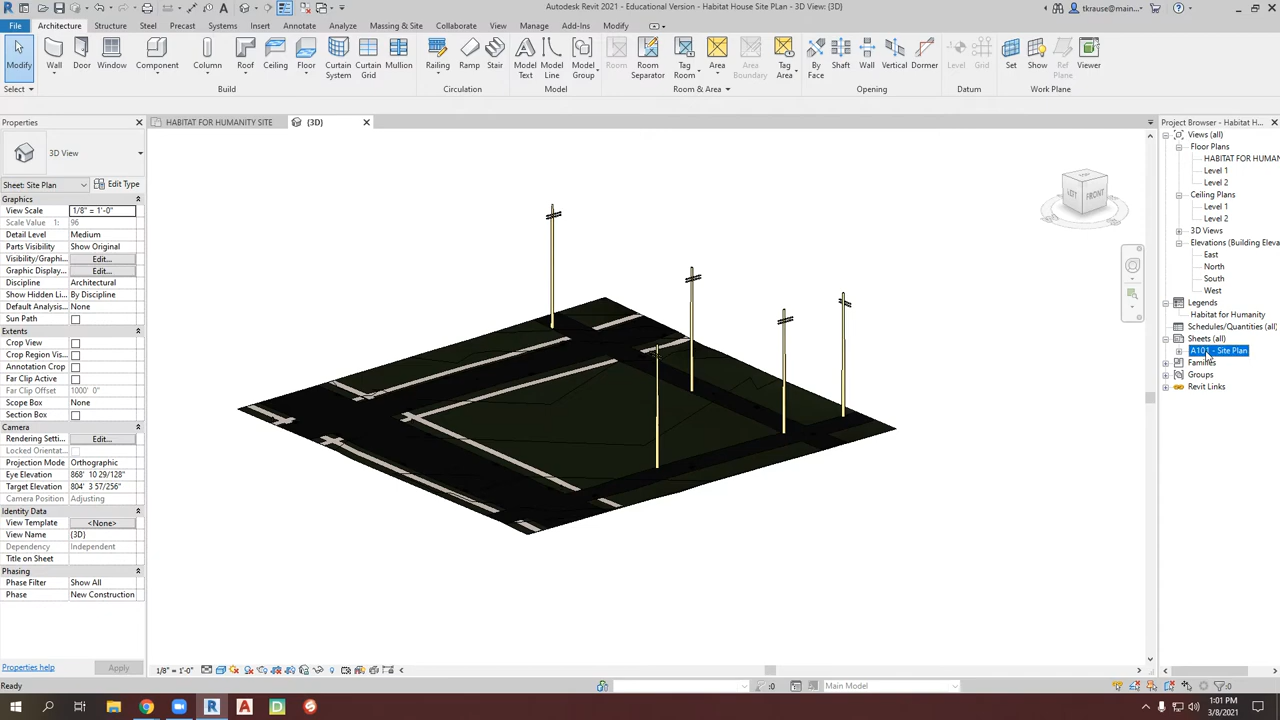 Autodesk Revit 2021 - Educational Version - Habitat House Site Plan - 3D View: {3D}
tkrause@main...
File Architecture Structure Steel Precast Systems Insert Annotate Analyze Massing & Site Collaborate View Manage Add-Ins Modify
Modify Wall Door Window Component Column Roof Ceiling Floor Curtain System Curtain Grid Mullion Railing Ramp Stair Model Text Model Line Model Group Room Room Separator Tag Room Area Area Boundary Tag Area By Face Shaft Wall Vertical Dormer Level Grid Set Show Ref Plane Viewer
Select Build Circulation Model Room & Area Opening Datum Work Plane
Properties
HABITAT FOR HUMANITY SITE
{3D}
Project Browser - Habitat H...
3D View
Sheet: Site Plan
Edit Type
Graphics
View Scale 1/8" = 1'-0"
Scale Value 1: 96
Detail Level Medium
Parts Visibility Show Original
Visibility/Graphi... Edit...
Graphic Display... Edit...
Discipline Architectural
Show Hidden Li... By Discipline
Default Analysis... None
Sun Path
Extents
Crop View
Crop Region Vis...
Annotation Crop
Far Clip Active
Far Clip Offset 1000' 0"
Scope Box None
Section Box
Camera
Rendering Setti... Edit...
Locked Orientat...
Projection Mode Orthographic
Eye Elevation 868' 10 29/128"
Target Elevation 804' 3 57/256"
Camera Position Adjusting
Identity Data
View Template <None>
View Name {3D}
Dependency Independent
Title on Sheet
Phasing
Phase Filter Show All
Phase New Construction
Properties help
Apply
FRONT
Views (all)
Floor Plans
HABITAT FOR HUMAN
Level 1
Level 2
Ceiling Plans
Level 1
Level 2
3D Views
Elevations (Building Eleva
East
North
South
West
Legends
Habitat for Humanity
Schedules/Quantities (all)
Sheets (all)
A101 - Site Plan
Families
Groups
Revit Links
1/8" = 1'-0"
Ready
:0
Main Model
:0
1:01 PM
3/8/2021